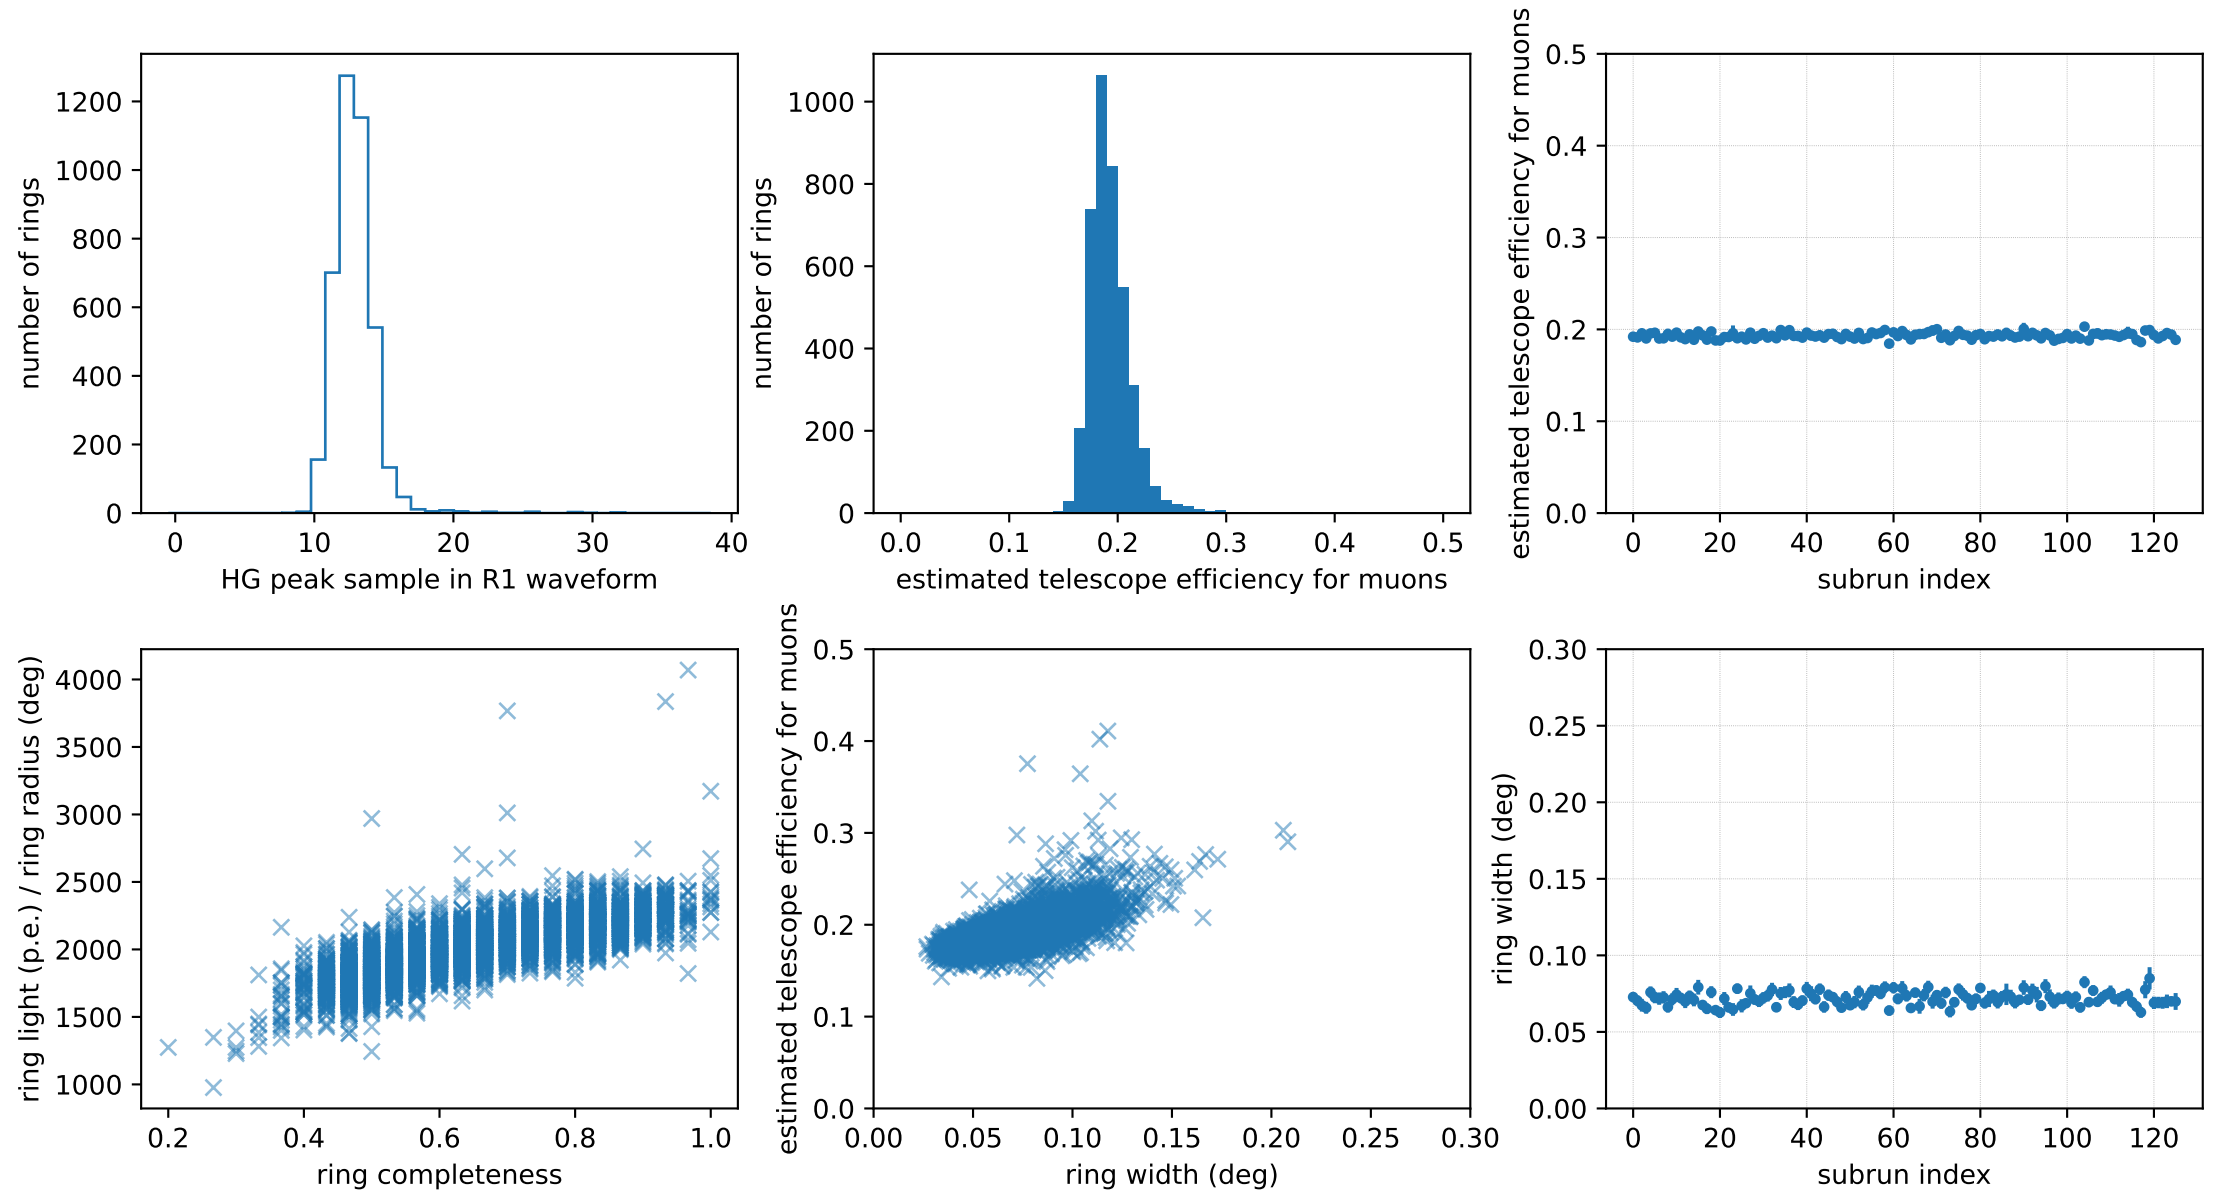 number of rings
1200
1000
800
600
400
200
0
0 10 20 30 40
HG peak sample in R1 waveform
number of rings
1000
800
600
400
200
0
0.0 0.1 0.2 0.3 0.4 0.5
estimated telescope efficiency for muons
estimated telescope efficiency for muons
0.5
0.4
0.3
0.2
0.1
0.0
0 20 40 60 80 100 120
subrun index
ring light (p.e.) / ring radius (deg)
4000
3500
3000
2500
2000
1500
1000
0.2 0.4 0.6 0.8 1.0
ring completeness
estimated telescope efficiency for muons
0.5
0.4
0.3
0.2
0.1
0.0
0.00 0.05 0.10 0.15 0.20 0.25 0.30
ring width (deg)
ring width (deg)
0.30
0.25
0.20
0.15
0.10
0.05
0.00
0 20 40 60 80 100 120
subrun index